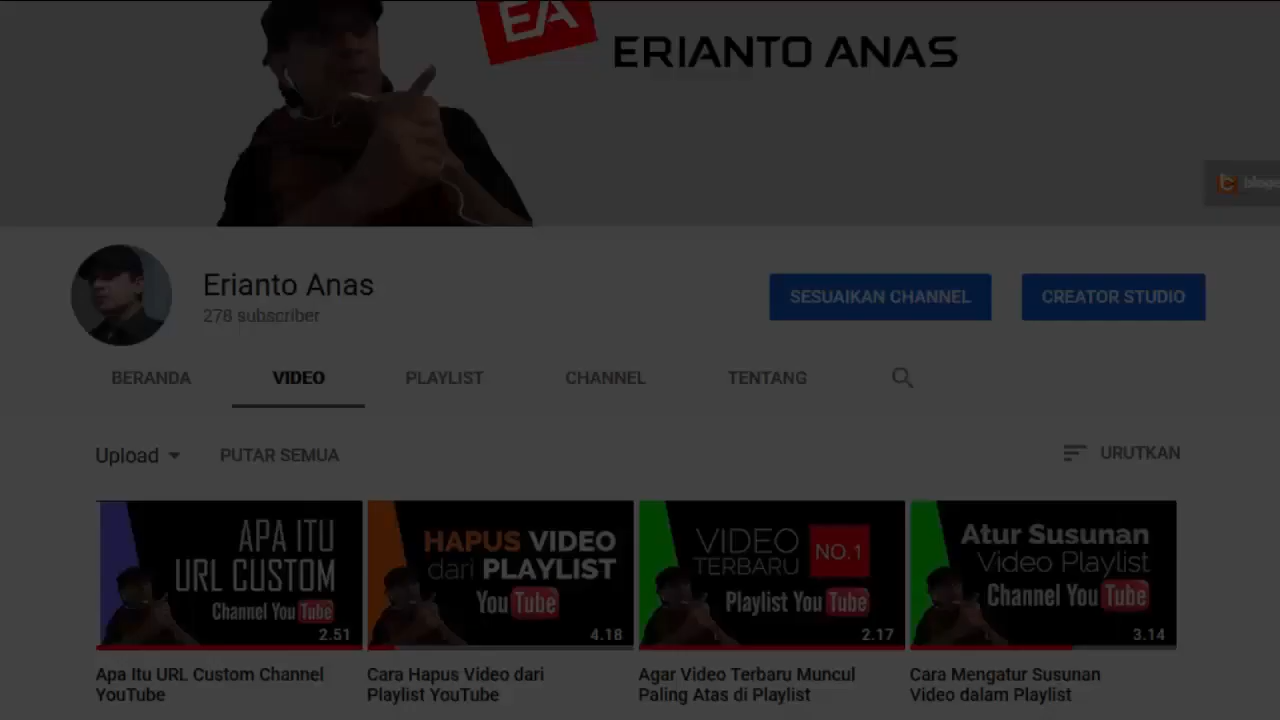 EA
ERIANTO ANAS
Erianto Anas
278 subscriber
SESUAIKAN CHANNEL
CREATOR STUDIO
BERANDA
VIDEO
PLAYLIST
CHANNEL
TENTANG
Upload
PUTAR SEMUA
URUTKAN
APA ITU
URL CUSTOM
Channel YouTube
2.51
HAPUS VIDEO
dari PLAYLIST
YouTube
4.18
VIDEO
TERBARU
NO.1
Playlist YouTube
2.17
Atur Susunan
Video Playlist
Channel YouTube
3.14
Apa Itu URL Custom Channel
YouTube
Cara Hapus Video dari
Playlist YouTube
Agar Video Terbaru Muncul
Paling Atas di Playlist
Cara Mengatur Susunan
Video dalam Playlist